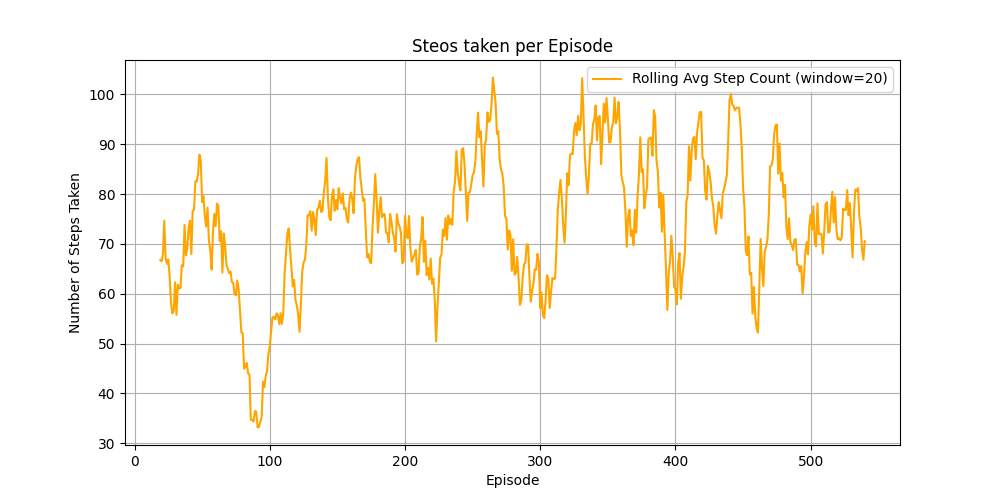 Steos taken per Episode
Rolling Avg Step Count (window=20)
Number of Steps Taken
100
90
80
70
60
50
40
30
0 100 200 300 400 500
Episode